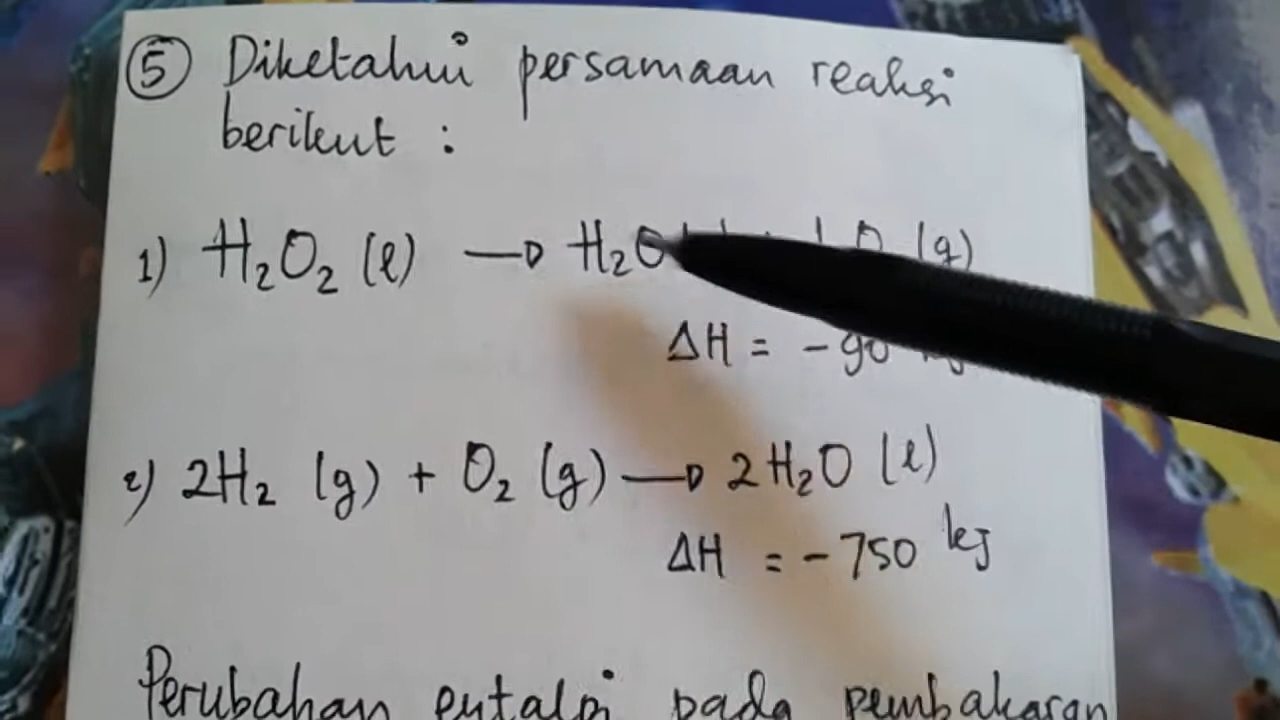 5 Diketahui persamaan reaksi
berikut :
1) H₂O₂ (l) → H₂O (g)
ΔH = -90
2) 2H₂ (g) + O₂ (g) → 2H₂O (l)
ΔH = -750 kJ
Perubahan entalpi pada pembakaran